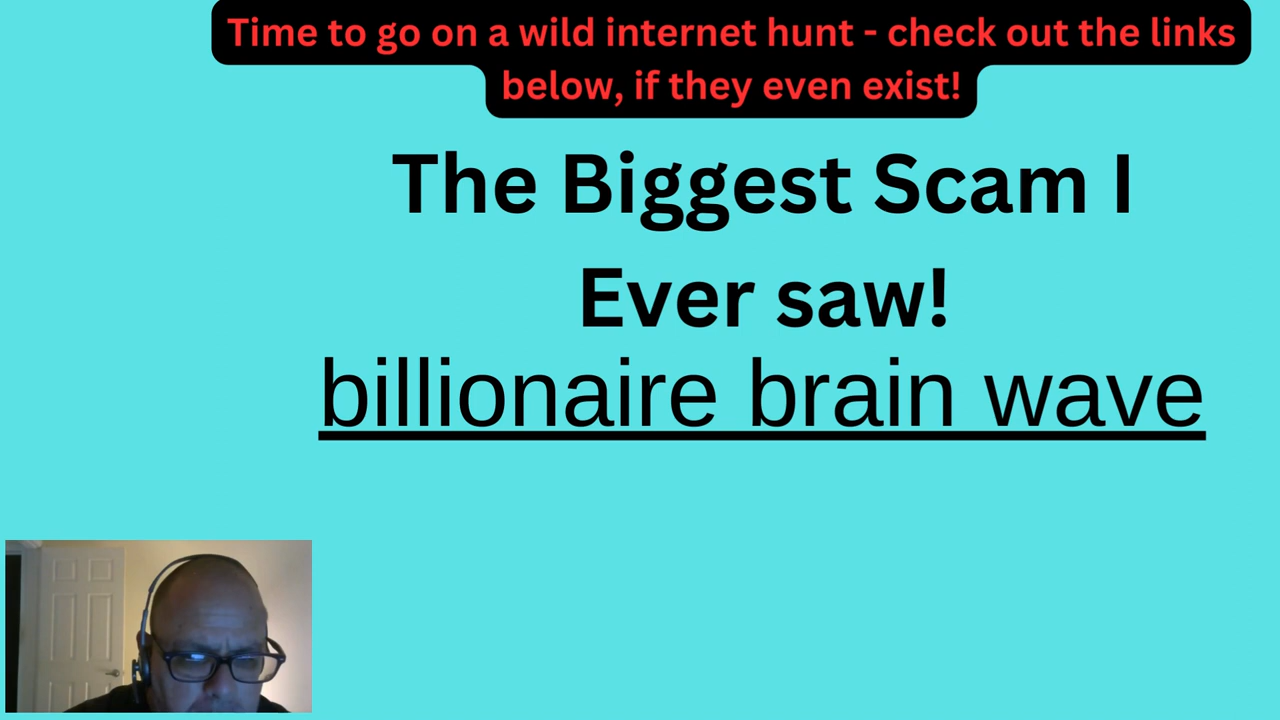 Time to go on a wild internet hunt - check out the links
below, if they even exist!
The Biggest Scam I
Ever saw!
billionaire brain wave